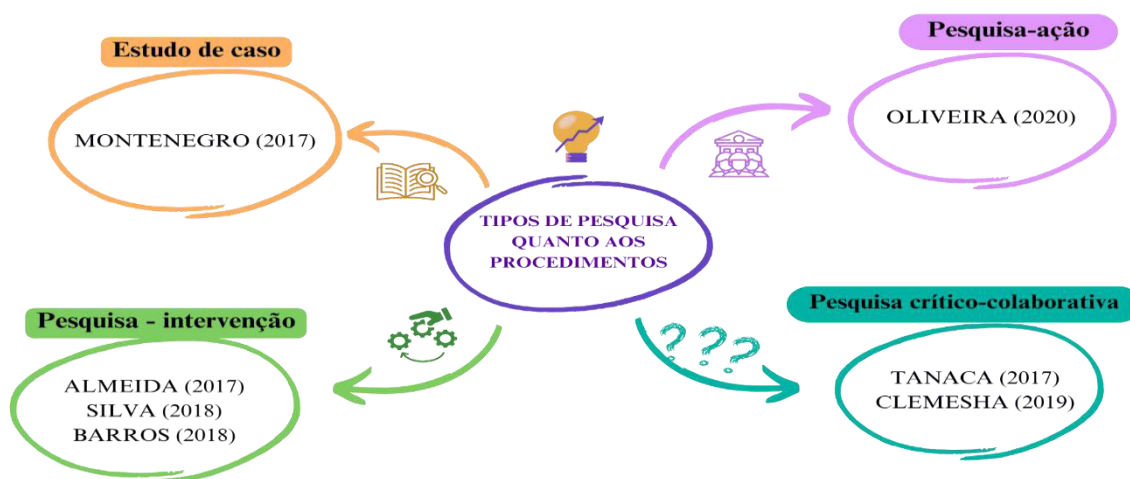 Estudo de caso
MONTENEGRO (2017)
Pesquisa-ação
OLIVEIRA (2020)
TIPOS DE PESQUISA
QUANTO AOS
PROCEDIMENTOS
Pesquisa - intervenção
ALMEIDA (2017)
SILVA (2018)
BARROS (2018)
Pesquisa crítico-colaborativa
TANACA (2017)
CLEMESHA (2019)
???